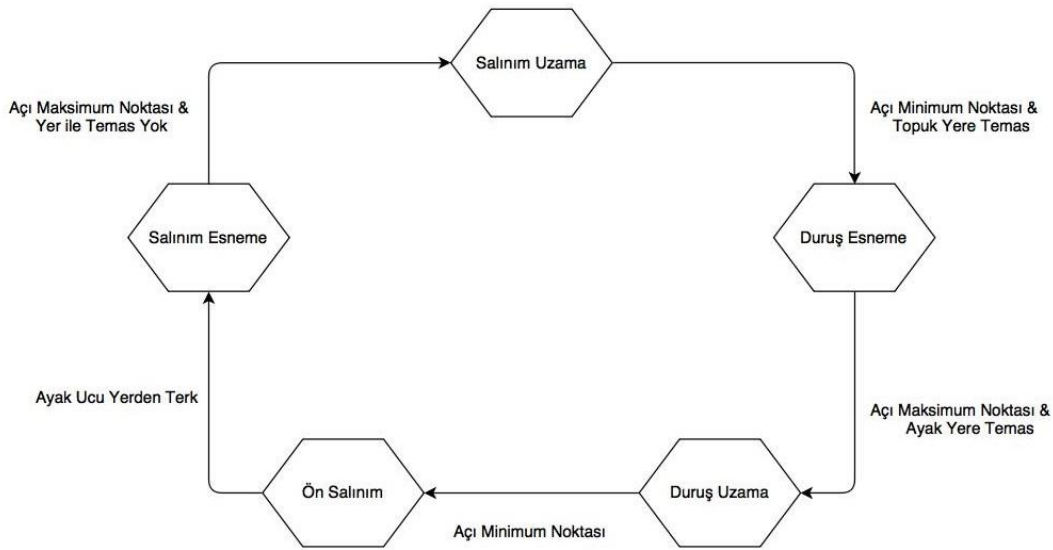 Salınım Uzama
Açı Maksimum Noktası &
Yer ile Temas Yok
Açı Minimum Noktası &
Topuk Yere Temas
Salınım Esneme
Duruş Esneme
Ayak Ucu Yerden Terk
Açı Maksimum Noktası &
Ayak Yere Temas
Ön Salınım
Duruş Uzama
Açı Minimum Noktası